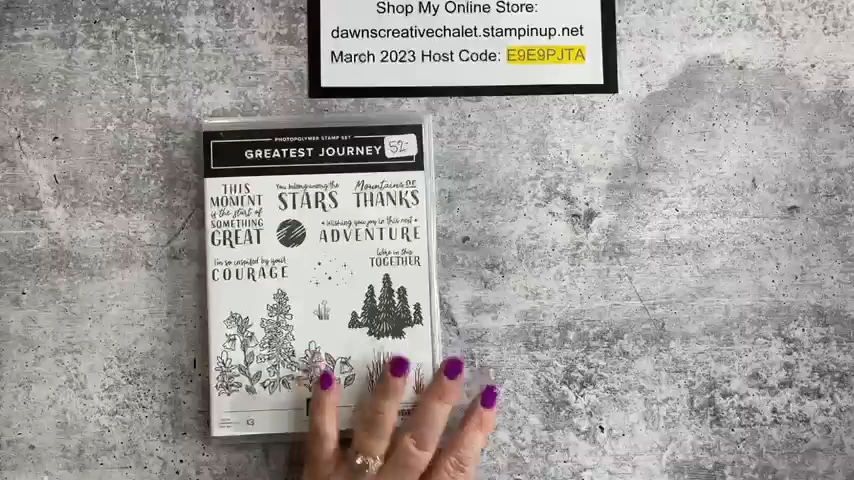 Shop My Online Store:
dawnscreativechalet.stampinup.net
March 2023 Host Code: E9E9PJTA
PHOTOPOLYMER STAMP SET
GREATEST JOURNEY
52-
THIS
MOMENT
is the start of
SOMETHING
GREAT
You belong among the
STARS
Mountains OF
THANKS
wishing you joy in this next
ADVENTURE
I'm so inspired by your
COURAGE
We're in this
TOGETHER